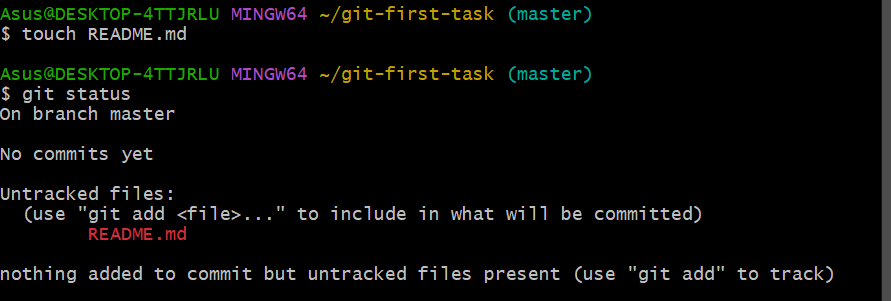 Asus@DESKTOP-4TTJRLU MINGW64 ~/git-first-task (master)
$ touch README.md
Asus@DESKTOP-4TTJRLU MINGW64 ~/git-first-task (master)
$ git status
On branch master
No commits yet
Untracked files:
  (use "git add <file>..." to include in what will be committed)
        README.md
nothing added to commit but untracked files present (use "git add" to track)